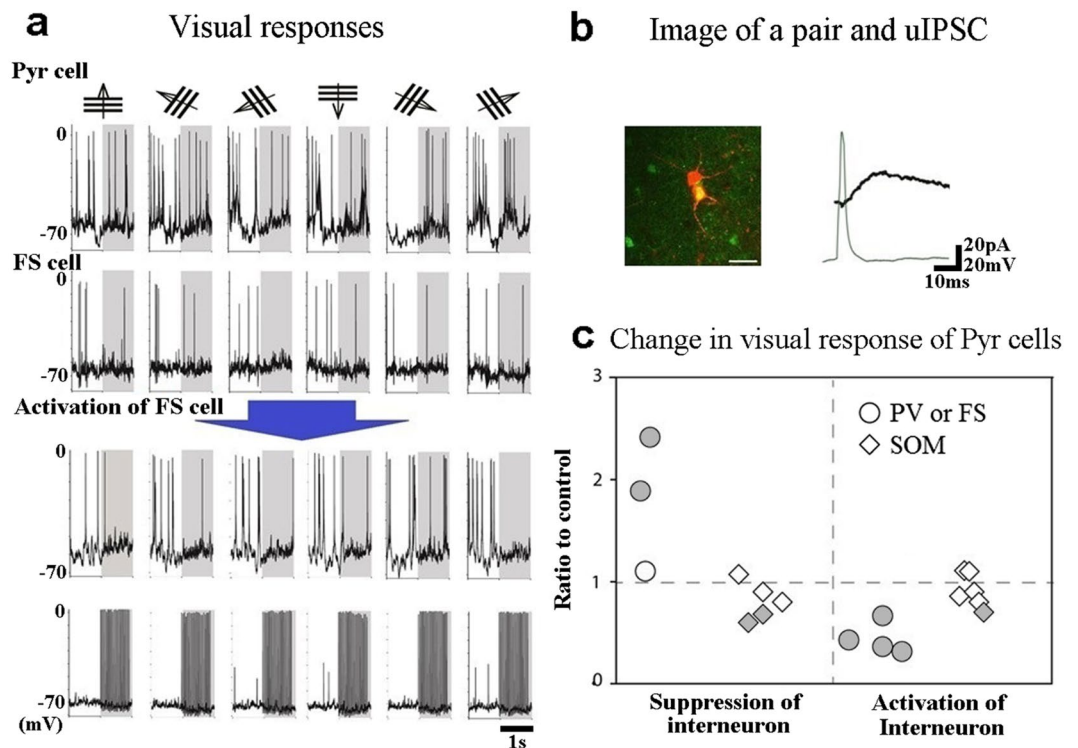 a Visual responses
Pyr cell
0
-70
FS cell
0
-70
Activation of FS cell
0
-70
0
-70
(mV)
1s
b Image of a pair and uIPSC
20pA
20mV
10ms
c Change in visual response of Pyr cells
3
2
1
0
Ratio to control
PV or FS
SOM
Suppression of
interneuron
Activation of
Interneuron